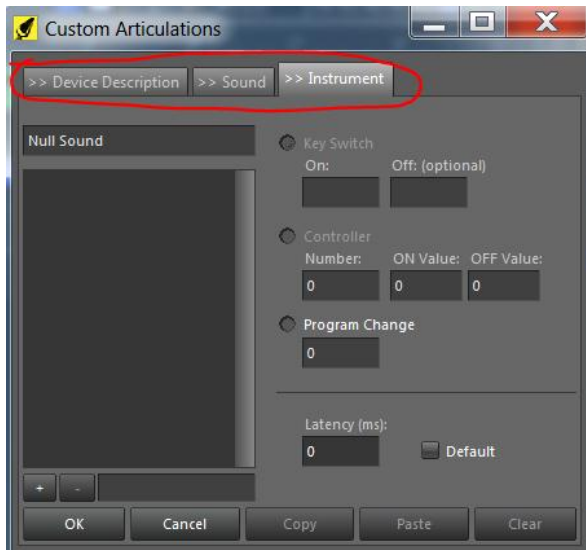 Custom Articulations
>> Device Description >> Sound >> Instrument
Null Sound
Key Switch
On: Off: (optional)
Controller
Number: ON Value: OFF Value:
0 0 0
Program Change
0
Latency (ms):
0 Default
+ -
OK Cancel Copy Paste Clear